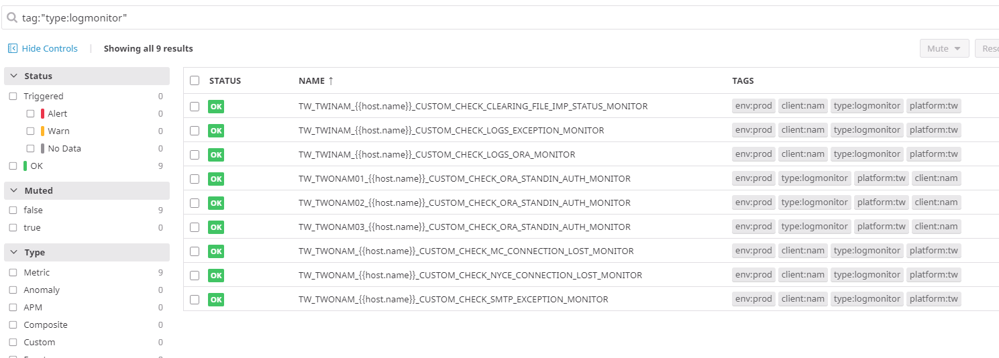 tag:"type:logmonitor"
Hide Controls | Showing all 9 results Mute
Status
Triggered 0
Alert 0
Warn 0
No Data 0
OK 9
Muted
false 9
true 0
Type
Metric 9
Anomaly 0
APM 0
Composite 0
Custom 0
STATUS NAME ↑ TAGS
OK TW_TWINAM_{{host.name}}_CUSTOM_CHECK_CLEARING_FILE_IMP_STATUS_MONITOR env:prod client:nam type:logmonitor platform:tw
OK TW_TWINAM_{{host.name}}_CUSTOM_CHECK_LOGS_EXCEPTION_MONITOR env:prod client:nam type:logmonitor platform:tw
OK TW_TWINAM_{{host.name}}_CUSTOM_CHECK_LOGS_ORA_MONITOR env:prod client:nam type:logmonitor platform:tw
OK TW_TWONAM01_{{host.name}}_CUSTOM_CHECK_ORA_STANDIN_AUTH_MONITOR env:prod type:logmonitor platform:tw client:nam
OK TW_TWONAM02_{{host.name}}_CUSTOM_CHECK_ORA_STANDIN_AUTH_MONITOR env:prod type:logmonitor platform:tw client:nam
OK TW_TWONAM03_{{host.name}}_CUSTOM_CHECK_ORA_STANDIN_AUTH_MONITOR env:prod type:logmonitor platform:tw client:nam
OK TW_TWONAM_{{host.name}}_CUSTOM_CHECK_MC_CONNECTION_LOST_MONITOR env:prod client:nam type:logmonitor platform:tw
OK TW_TWONAM_{{host.name}}_CUSTOM_CHECK_NYCE_CONNECTION_LOST_MONITOR env:prod client:nam type:logmonitor platform:tw
OK TW_TWONAM_{{host.name}}_CUSTOM_CHECK_SMTP_EXCEPTION_MONITOR env:prod client:nam type:logmonitor platform:tw